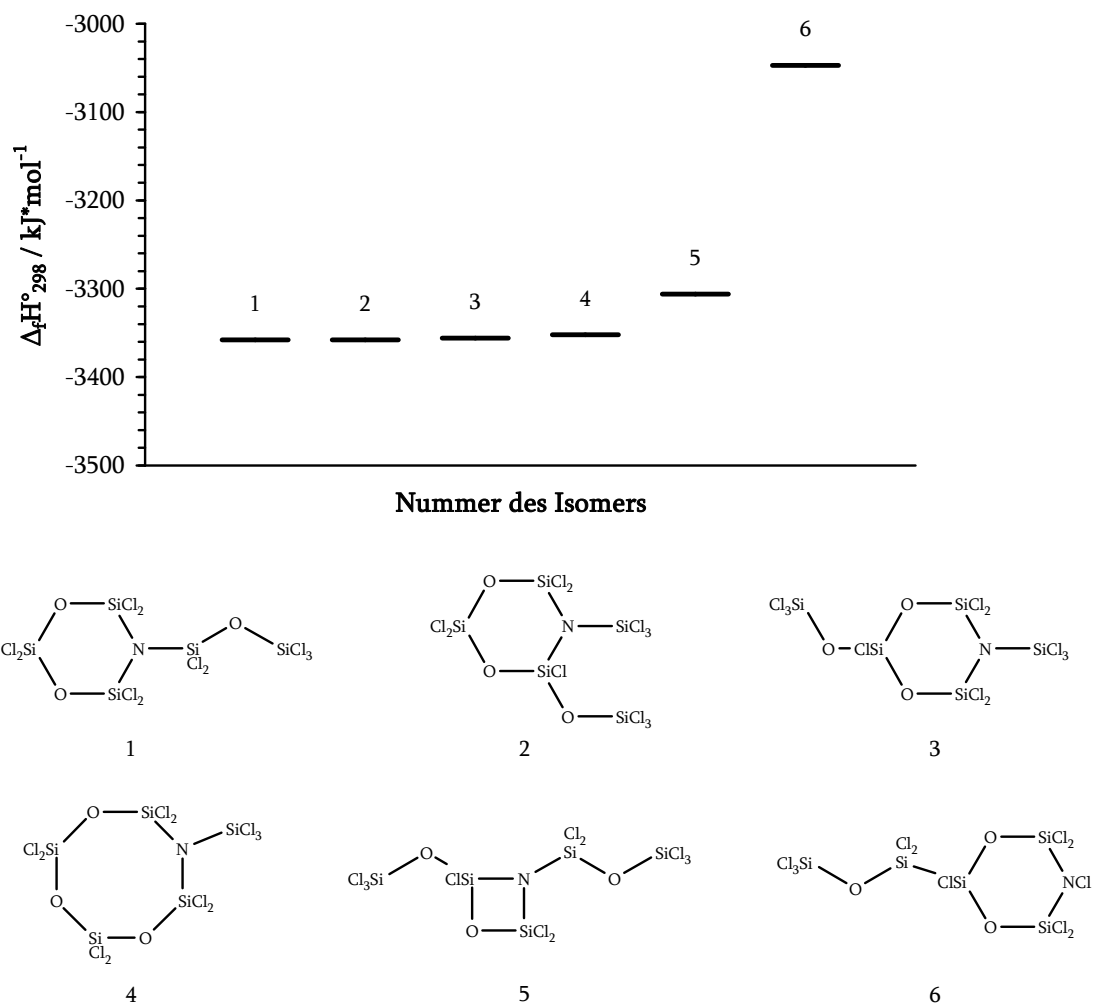 -3000
-3100
-3200
-3300
-3400
-3500
ΔfH°298 / kJ*mol-1
1
2
3
4
5
6
Nummer des Isomers
O SiCl2
Cl2Si N Si Cl2 O SiCl3
O SiCl2
1
O SiCl2
Cl2Si N SiCl3
O SiCl
O SiCl3
2
Cl3Si O SiCl2
O ClSi N SiCl3
O SiCl2
3
O SiCl2 SiCl3
Cl2Si N
O SiCl2
Si O
Cl2
4
Cl2
O Si SiCl3
Cl3Si ClSi N O
O SiCl2
5
Cl2 O SiCl2
Cl3Si Si
O ClSi NCl
O SiCl2
6